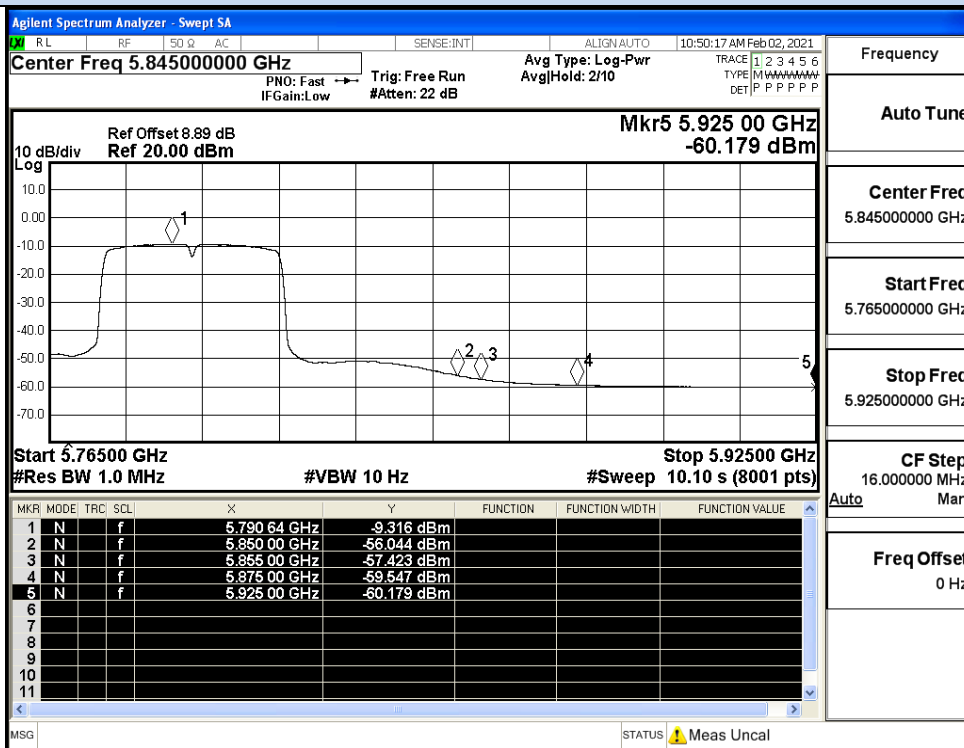 Agilent Spectrum Analyzer - Swept SA
LXI RL RF 50 Ω AC SENSE:INT ALIGN AUTO 10:50:17 AM Feb 02, 2021
Center Freq 5.845000000 GHz
PNO: Fast
IFGain:Low
Trig: Free Run
#Atten: 22 dB
Avg Type: Log-Pwr
Avg|Hold: 2/10
TRACE 1 2 3 4 5 6
TYPE M WWWWW
DET P P P P P P
Frequency
Auto Tune
Center Freq
5.845000000 GHz
Start Freq
5.765000000 GHz
Stop Freq
5.925000000 GHz
CF Step
16.000000 MHz
Auto Man
Freq Offset
0 Hz
Mkr5 5.925 00 GHz
-60.179 dBm
Ref Offset 8.89 dB
10 dB/div Ref 20.00 dBm
Log
10.0
0.00
-10.0
-20.0
-30.0
-40.0
-50.0
-60.0
-70.0
1
2
3
4
5
Start 5.76500 GHz Stop 5.92500 GHz
#Res BW 1.0 MHz #VBW 10 Hz #Sweep 10.10 s (8001 pts)
MKR MODE TRC SCL X Y FUNCTION FUNCTION WIDTH FUNCTION VALUE
1 N f 5.790 64 GHz -9.316 dBm
2 N f 5.850 00 GHz -56.044 dBm
3 N f 5.855 00 GHz -57.423 dBm
4 N f 5.875 00 GHz -59.547 dBm
5 N f 5.925 00 GHz -60.179 dBm
6
7
8
9
10
11
MSG STATUS Meas Uncal